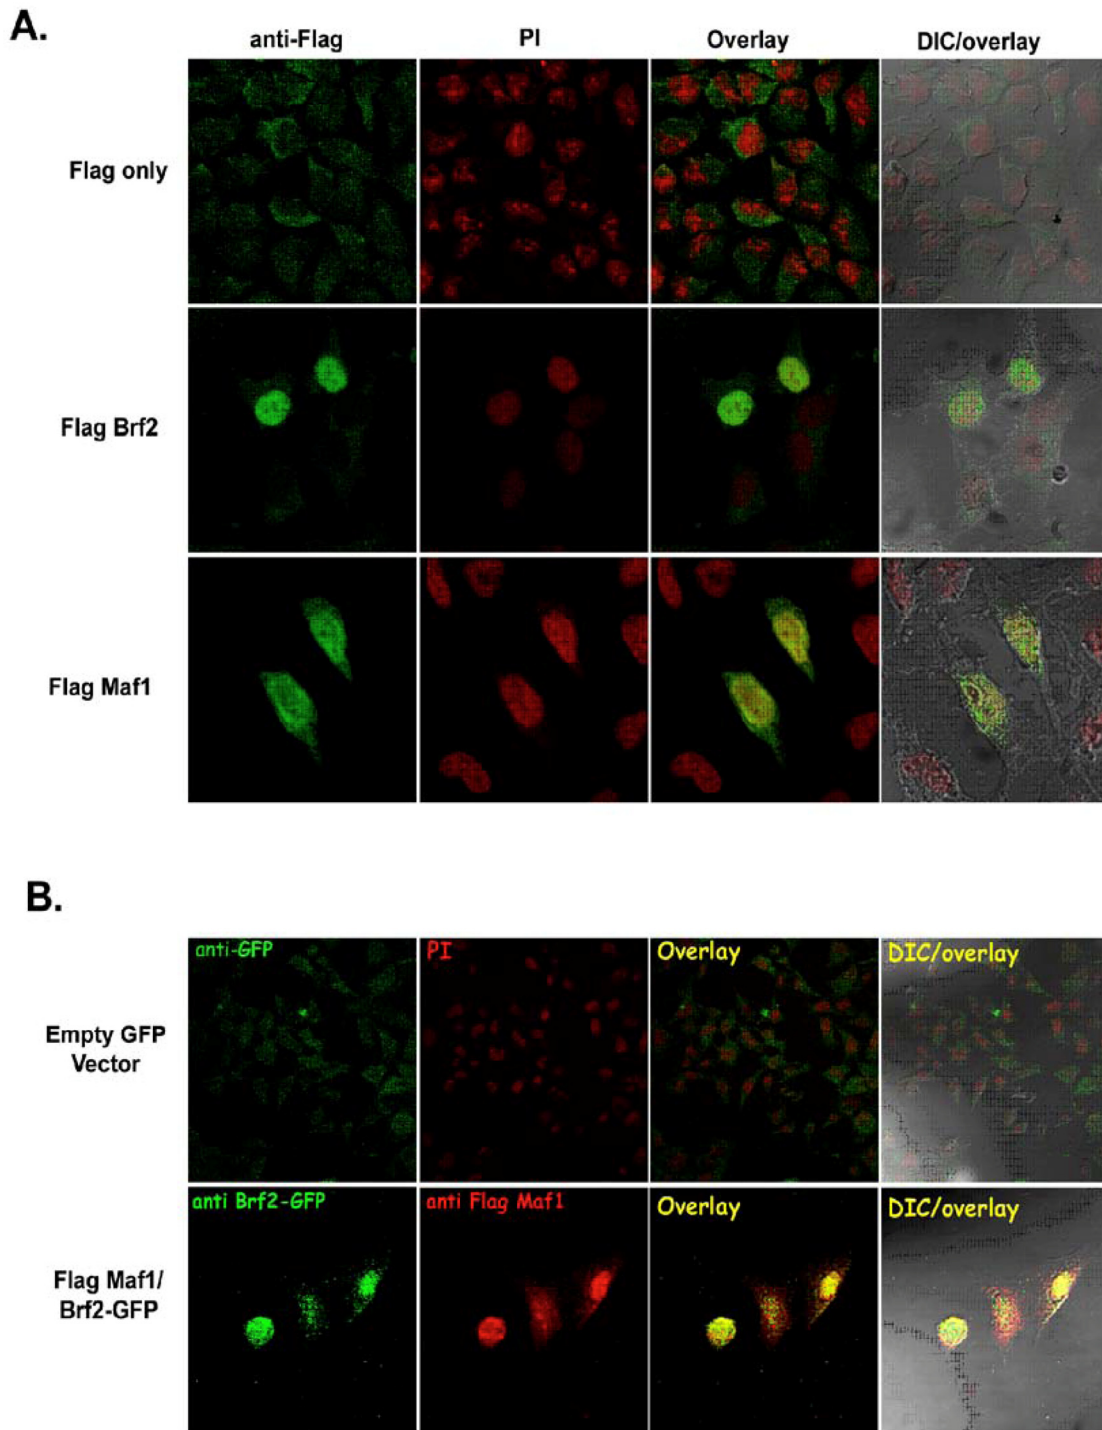 A.
anti-Flag PI Overlay DIC/overlay
Flag only
Flag Brf2
Flag Maf1
B.
anti-GFP PI Overlay DIC/overlay
Empty GFP
Vector
anti Brf2-GFP anti Flag Maf1 Overlay DIC/overlay
Flag Maf1/
Brf2-GFP